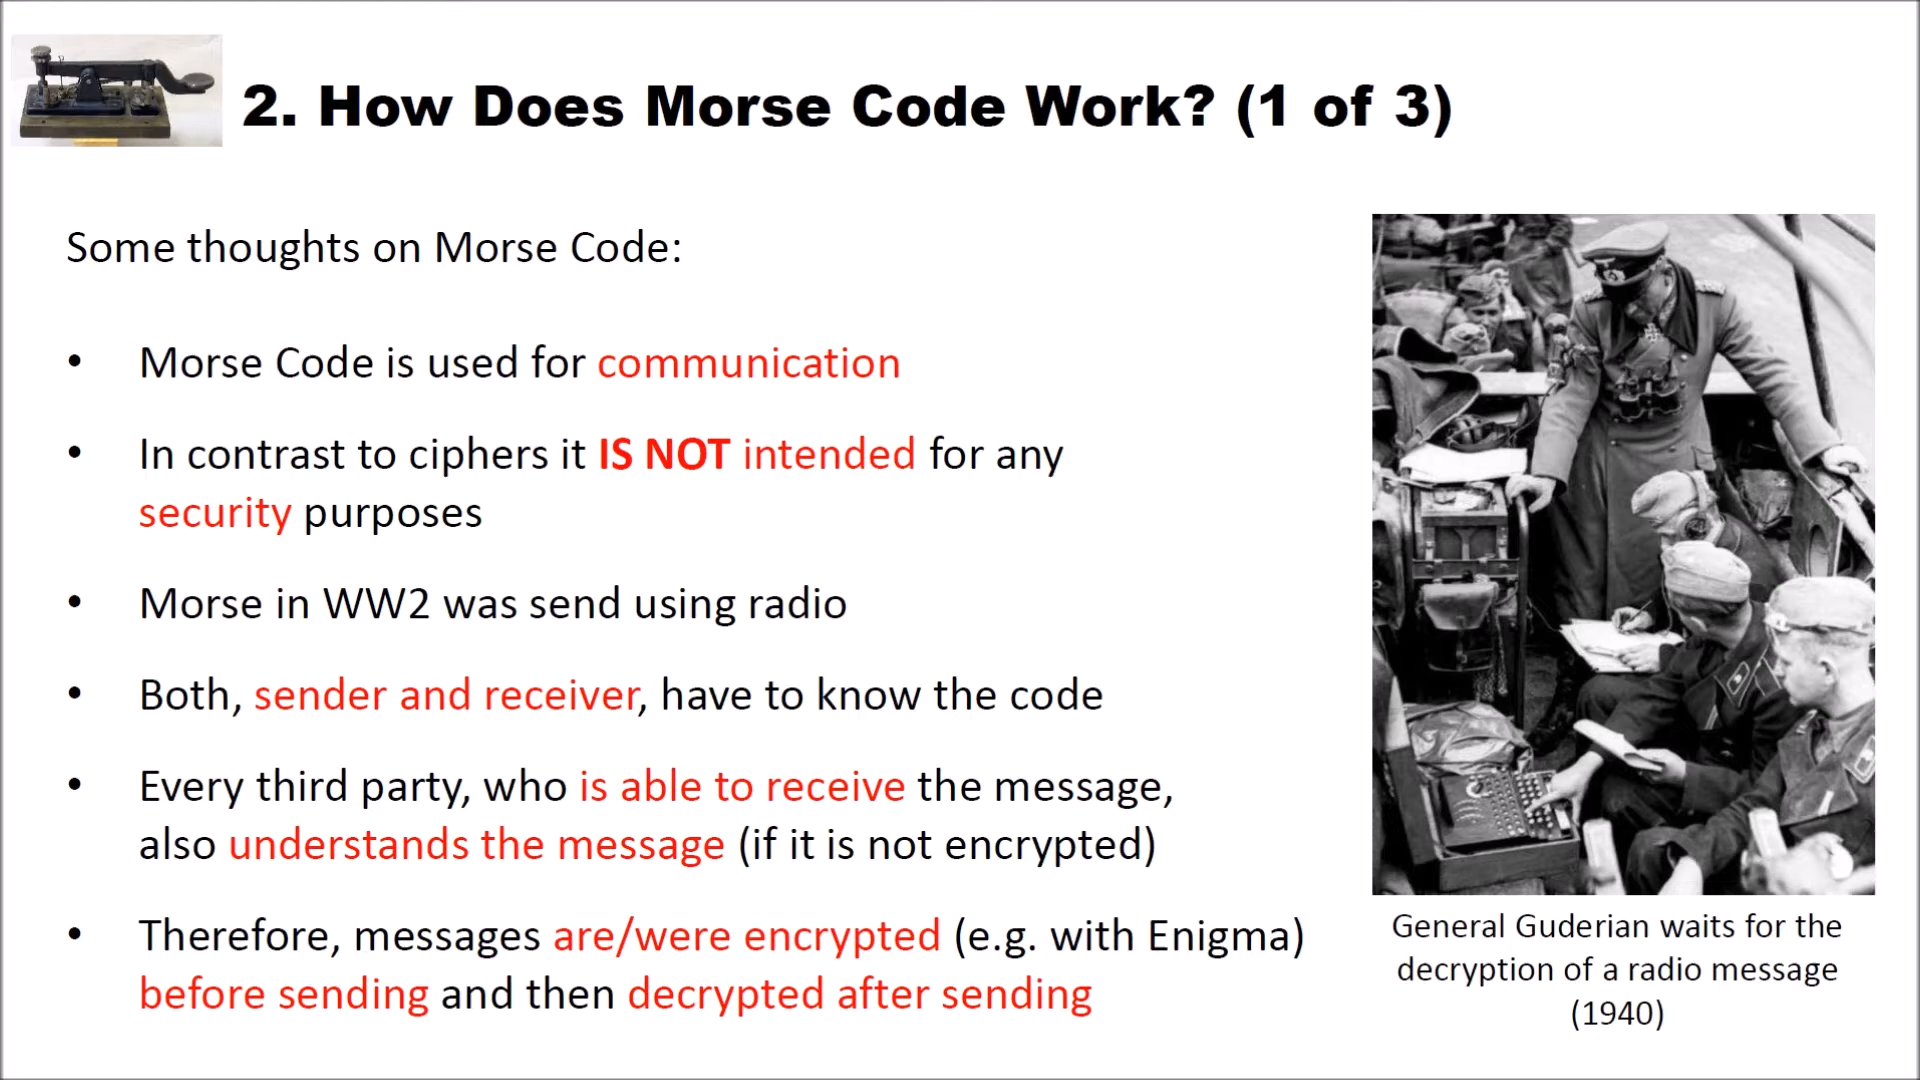 2. How Does Morse Code Work? (1 of 3)
Some thoughts on Morse Code:
• Morse Code is used for communication
• In contrast to ciphers it IS NOT intended for any
security purposes
• Morse in WW2 was send using radio
• Both, sender and receiver, have to know the code
• Every third party, who is able to receive the message,
also understands the message (if it is not encrypted)
• Therefore, messages are/were encrypted (e.g. with Enigma)
before sending and then decrypted after sending
General Guderian waits for the
decryption of a radio message
(1940)